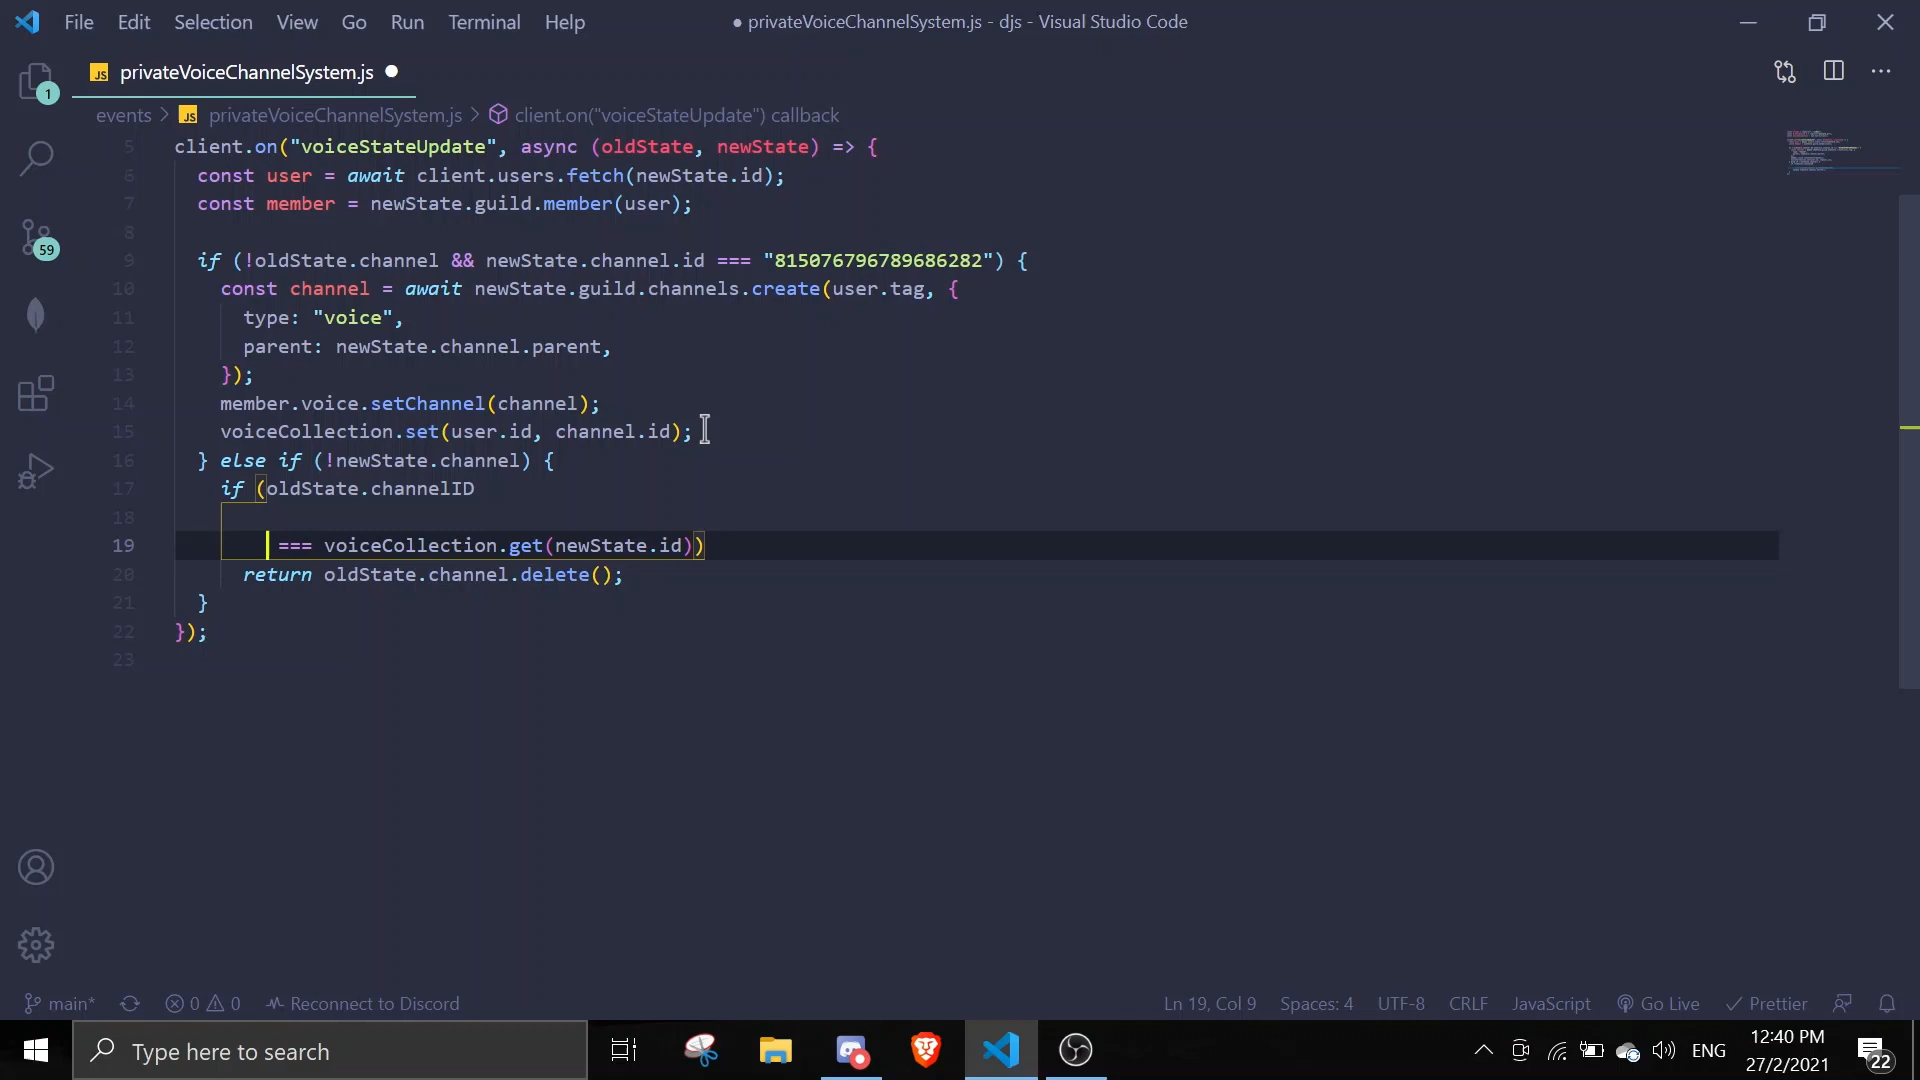 File Edit Selection View Go Run Terminal Help ● privateVoiceChannelSystem.js - djs - Visual Studio Code
JS privateVoiceChannelSystem.js
1
events > JS privateVoiceChannelSystem.js > client.on("voiceStateUpdate") callback
5 client.on("voiceStateUpdate", async (oldState, newState) => {
6 const user = await client.users.fetch(newState.id);
7 const member = newState.guild.member(user);
8
9 if (!oldState.channel && newState.channel.id === "815076796789686282") {
10 const channel = await newState.guild.channels.create(user.tag, {
11 type: "voice",
12 parent: newState.channel.parent,
13 });
14 member.voice.setChannel(channel);
15 voiceCollection.set(user.id, channel.id);
16 } else if (!newState.channel) {
17 if (oldState.channelID
18
19 === voiceCollection.get(newState.id))
20 return oldState.channel.delete();
21 }
22 });
23
59
main* 0 0 Reconnect to Discord Ln 19, Col 9 Spaces: 4 UTF-8 CRLF JavaScript Go Live Prettier
Type here to search
ENG
12:40 PM
27/2/2021
22